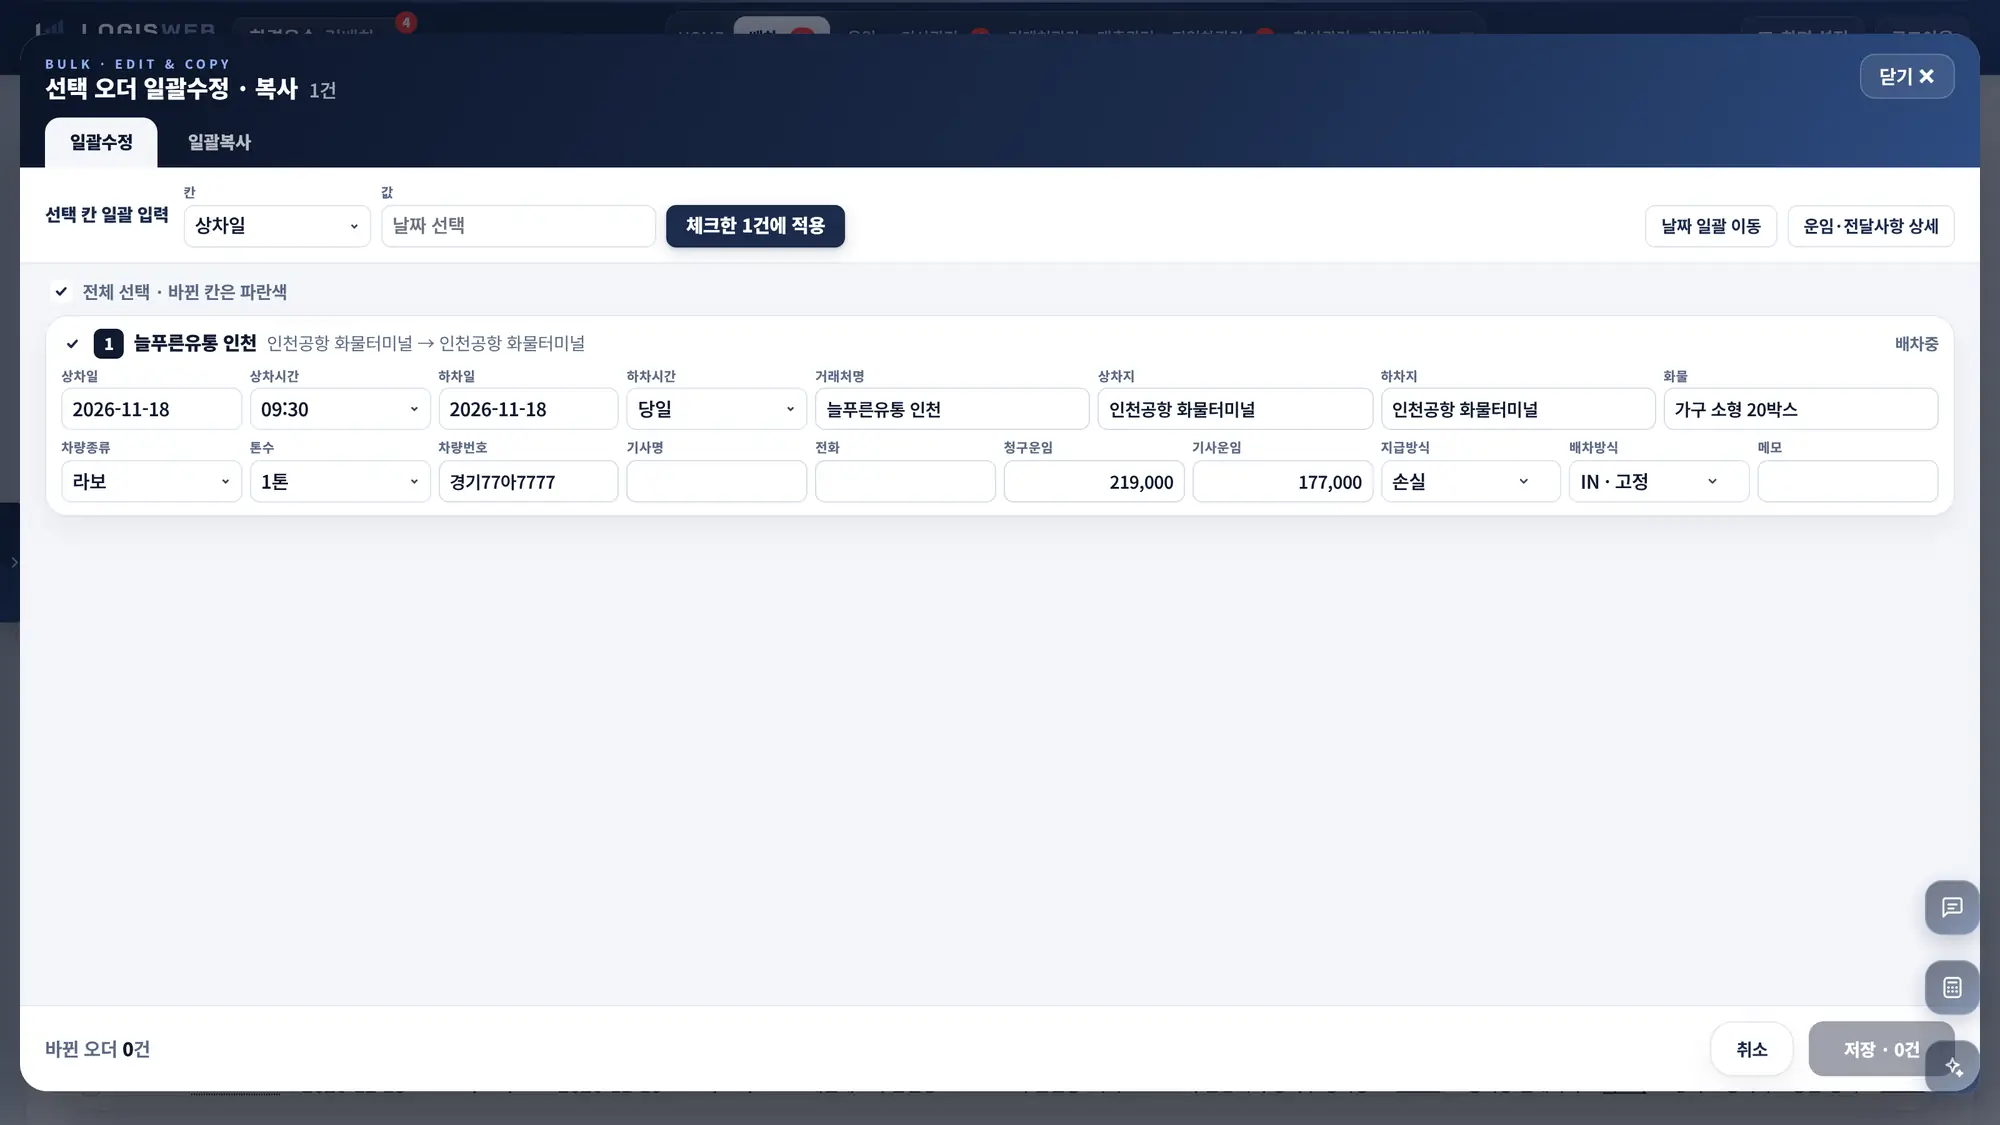 LOGISWEB
4
HOME
BULK · EDIT & COPY
선택 오더 일괄수정 · 복사 1건
닫기 ✕
일괄수정
일괄복사
선택 칸 일괄 입력
칸
상차일
값
날짜 선택
체크한 1건에 적용
날짜 일괄 이동
운임·전달사항 상세
전체 선택 · 바뀐 칸은 파란색
1 늘푸른유통 인천 인천공항 화물터미널 → 인천공항 화물터미널
배차중
상차일 상차시간 하차일 하차시간 거래처명 상차지 하차지 화물
2026-11-18 09:30 2026-11-18 당일 늘푸른유통 인천 인천공항 화물터미널 인천공항 화물터미널 가구 소형 20박스
차량종류 톤수 차량번호 기사명 전화 청구운임 기사운임 지급방식 배차방식 메모
라보 1톤 경기77아7777 219,000 177,000 손실 IN · 고정
바뀐 오더 0건
취소
저장 · 0건